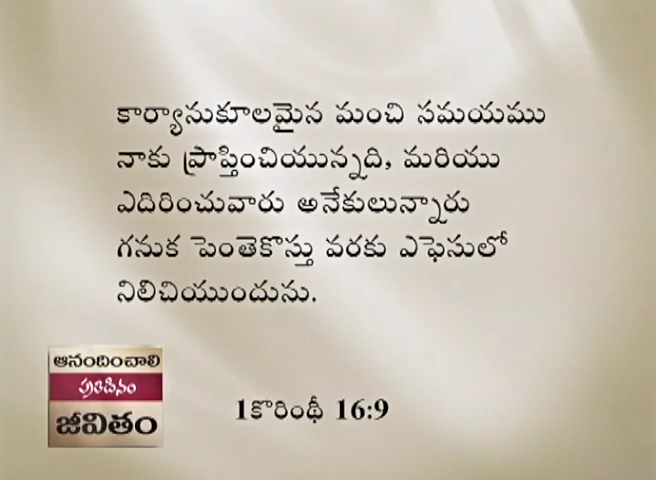 కార్యానుకూలమైన మంచి సమయము
నాకు ప్రాప్తించియున్నది, మరియు
ఎదిరించువారు అనేకులున్నారు
గనుక పెంతెకొస్తు వరకు ఎఫెసులో
నిలిచియుందును.
ఆనందించాలి
ప్రతిదినం
జీవితం
1కొరింథీ 16:9